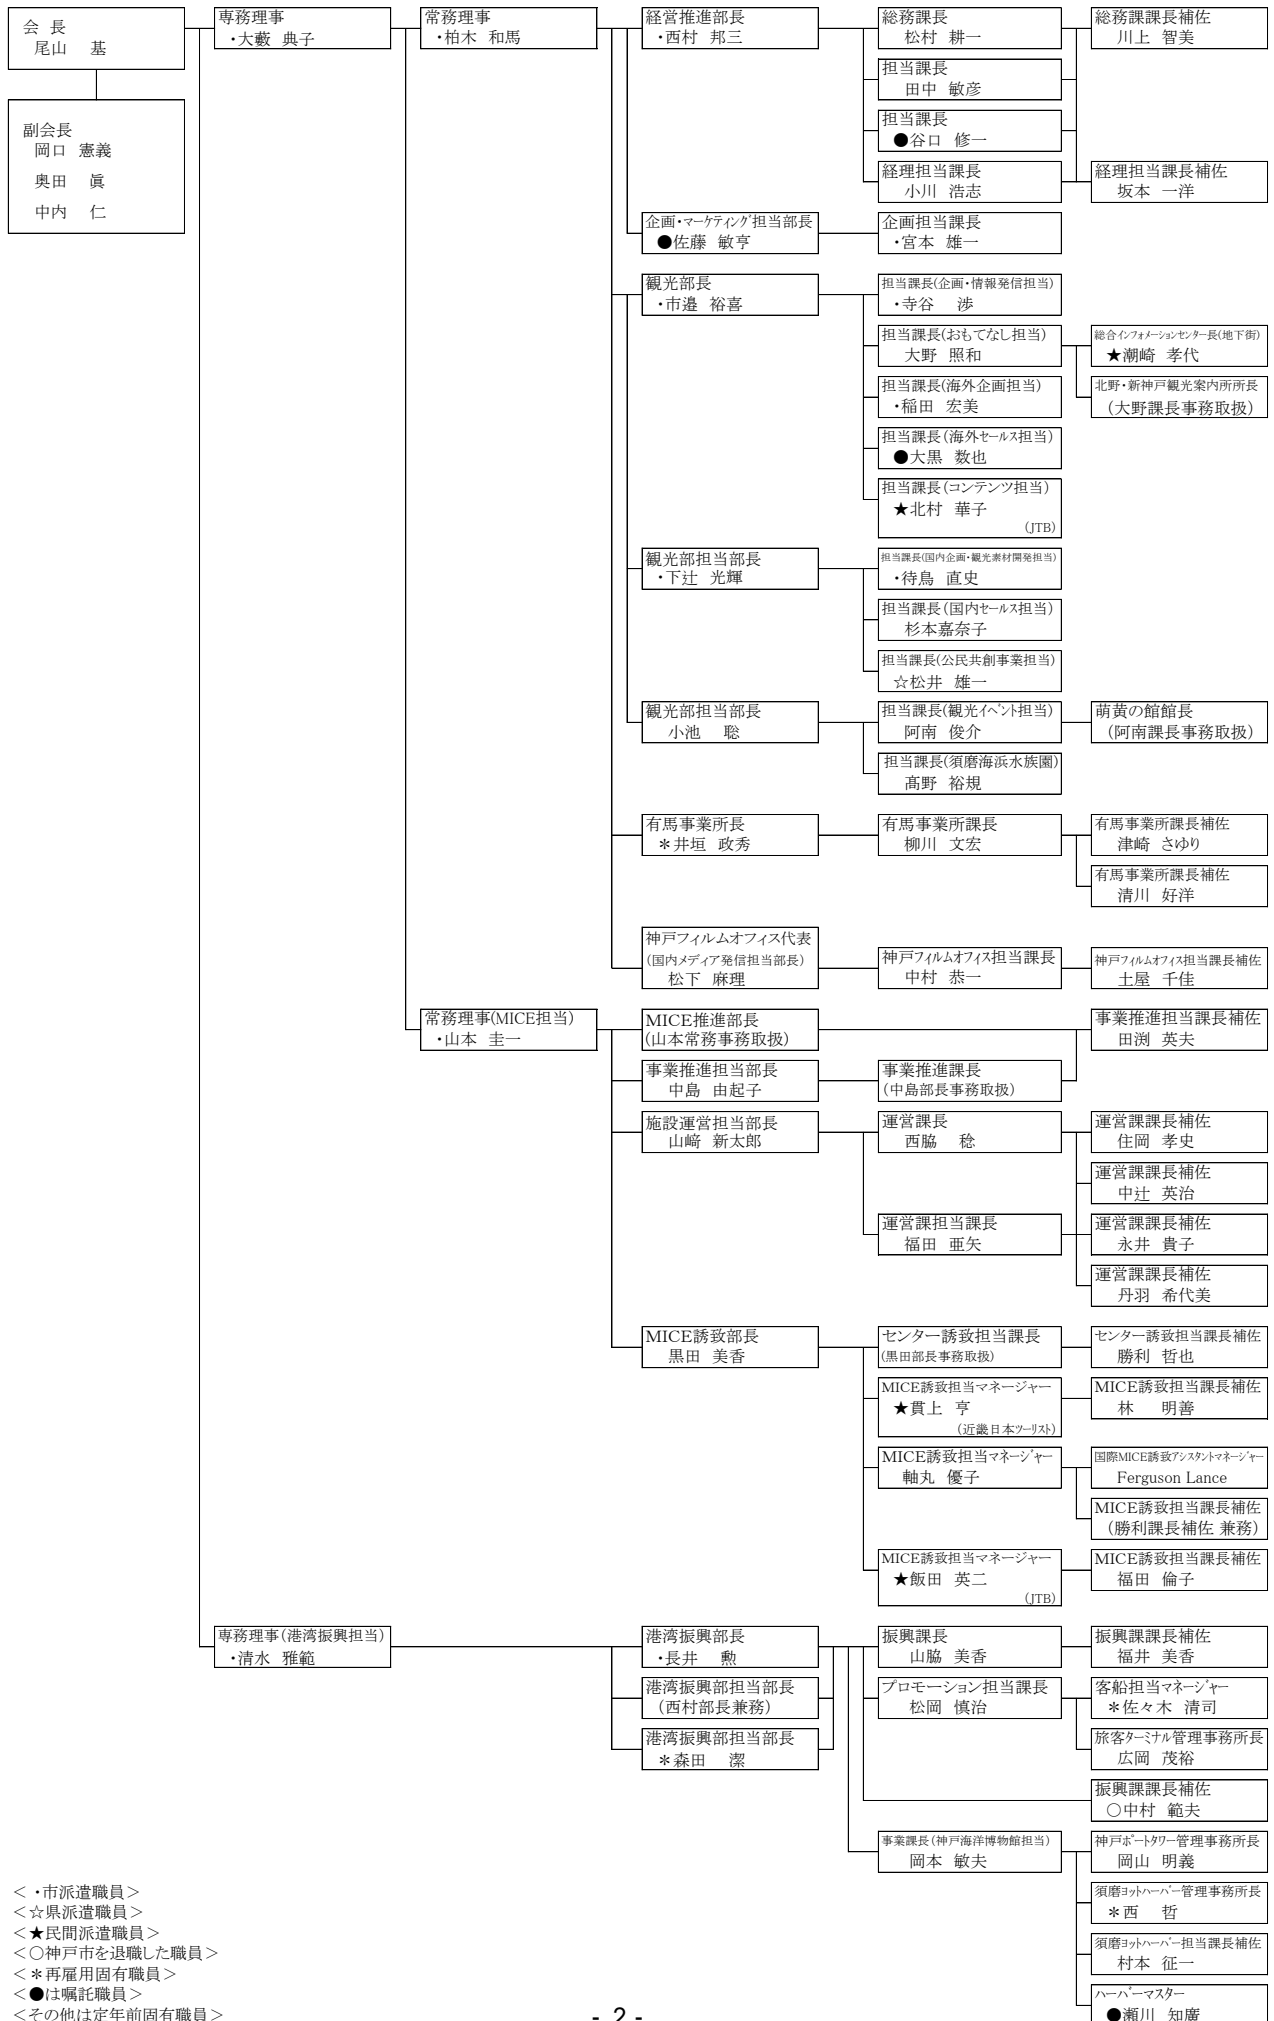 会 長
尾山 基
副会長
岡口 憲義
奥田 眞
中内 仁
専務理事
・大藪 典子
常務理事
・柏木 和馬
経営推進部長
・西村 邦三
総務課長
松村 耕一
総務課課長補佐
川上 智美
担当課長
田中 敏彦
担当課長
●谷口 修一
経理担当課長
小川 浩志
経理担当課長補佐
坂本 一洋
企画・マーケティング担当部長
●佐藤 敏亨
企画担当課長
・宮本 雄一
観光部長
・市邉 裕喜
担当課長(企画・情報発信担当)
・寺谷 渉
担当課長(おもてなし担当)
大野 照和
総合インフォメーションセンター長(地下街)
★潮崎 孝代
北野・新神戸観光案内所所長
(大野課長事務取扱)
担当課長(海外企画担当)
・稲田 宏美
担当課長(海外セールス担当)
●大黒 数也
担当課長(コンテンツ担当)
★北村 華子
(JTB)
観光部担当部長
・下辻 光輝
担当課長(国内企画・観光素材開発担当)
・待鳥 直史
担当課長(国内セールス担当)
杉本嘉奈子
担当課長(公民共創事業担当)
☆松井 雄一
観光部担当部長
小池 聡
担当課長(観光イベント担当)
阿南 俊介
萌黄の館館長
(阿南課長事務取扱)
担当課長(須磨海浜水族園)
髙野 裕規
有馬事業所長
＊井垣 政秀
有馬事業所課長
柳川 文宏
有馬事業所課長補佐
津崎 さゆり
有馬事業所課長補佐
清川 好洋
神戸フィルムオフィス代表
(国内メディア発信担当部長)
松下 麻理
神戸フィルムオフィス担当課長
中村 恭一
神戸フィルムオフィス担当課長補佐
土屋 千佳
常務理事(MICE担当)
・山本 圭一
MICE推進部長
(山本常務事務取扱)
事業推進担当課長補佐
田渕 英夫
事業推進担当部長
中島 由起子
事業推進課長
(中島部長事務取扱)
施設運営担当部長
山﨑 新太郎
運営課長
西脇 稔
運営課課長補佐
住岡 孝史
運営課課長補佐
中辻 英治
運営課担当課長
福田 亜矢
運営課課長補佐
永井 貴子
運営課課長補佐
丹羽 希代美
MICE誘致部長
黒田 美香
センター誘致担当課長
(黒田部長事務取扱)
センター誘致担当課長補佐
勝利 哲也
MICE誘致担当マネージャー
★貫上 亨
(近畿日本ツーリスト)
MICE誘致担当課長補佐
林 明善
MICE誘致担当マネージャー
軸丸 優子
国際MICE誘致アシスタントマネージャー
Ferguson Lance
MICE誘致担当課長補佐
(勝利課長補佐 兼務)
MICE誘致担当マネージャー
★飯田 英二
(JTB)
MICE誘致担当課長補佐
福田 倫子
専務理事(港湾振興担当)
・清水 雅範
港湾振興部長
・長井 勲
振興課長
山脇 美香
振興課課長補佐
福井 美香
港湾振興部担当部長
(西村部長兼務)
プロモーション担当課長
松岡 慎治
客船担当マネージャー
＊佐々木 清司
港湾振興部担当部長
＊森田 潔
旅客ターミナル管理事務所長
広岡 茂裕
振興課課長補佐
○中村 範夫
事業課長(神戸海洋博物館担当)
岡本 敏夫
神戸ポートタワー管理事務所長
岡山 明義
須磨ヨットハーバー管理事務所長
＊西 哲
須磨ヨットハーバー担当課長補佐
村本 征一
ハーバーマスター
●瀬川 知廣
＜・市派遣職員＞
＜☆県派遣職員＞
＜★民間派遣職員＞
＜○神戸市を退職した職員＞
＜＊再雇用固有職員＞
＜●は嘱託職員＞
＜その他は定年前固有職員＞
- 2 -